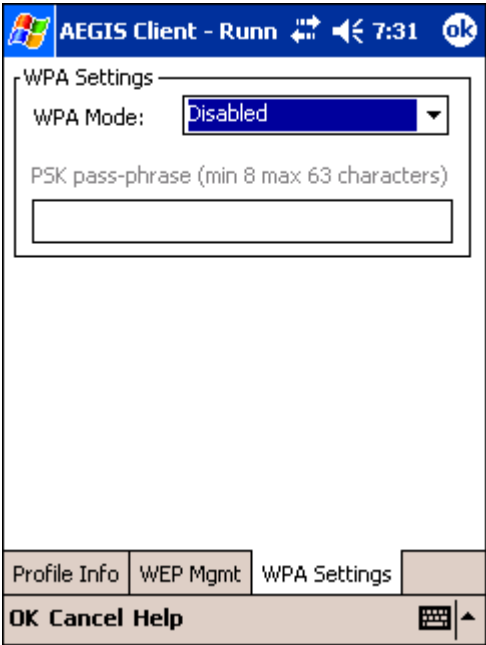 AEGIS Client - Runn 7:31 ok
WPA Settings
WPA Mode: Disabled
PSK pass-phrase (min 8 max 63 characters)
Profile Info WEP Mgmt WPA Settings
OK Cancel Help